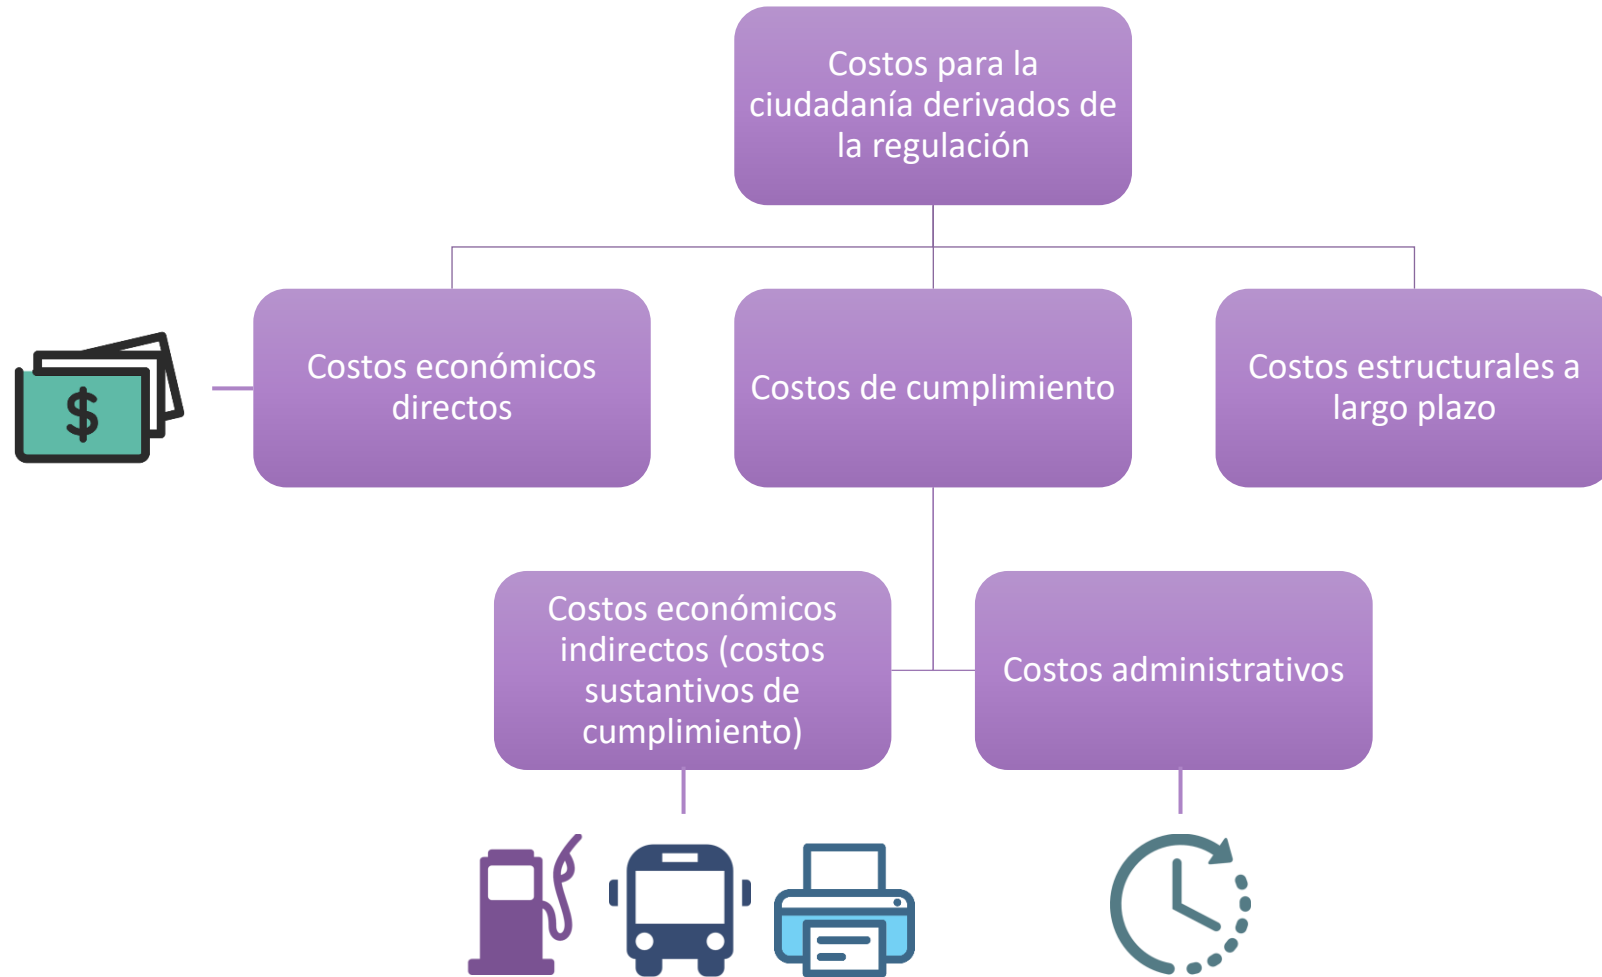 Costos para la
ciudadanía derivados de
la regulación
Costos económicos
directos
Costos de cumplimiento
Costos estructurales a
largo plazo
Costos económicos
indirectos (costos
sustantivos de
cumplimiento)
Costos administrativos
$